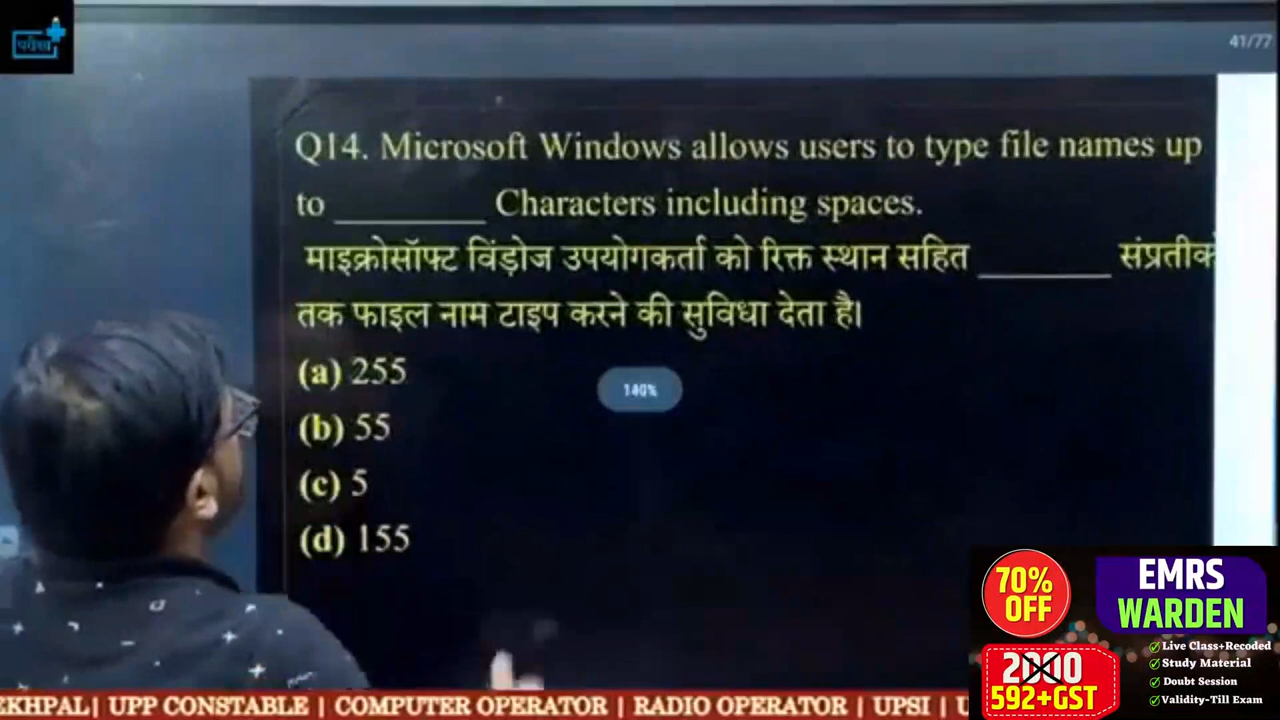 पढ़ैया
41/77
Q14. Microsoft Windows allows users to type file names up
to ________ Characters including spaces.
माइक्रोसॉफ्ट विंड़ोज उपयोगकर्ता को रिक्त स्थान सहित ________
तक फाइल नाम टाइप करने की सुविधा देता है।
(a) 255
140%
(b) 55
(c) 5
(d) 155
70%
OFF
EMRS
WARDEN
Live Class+Recoded
Study Material
Doubt Session
Validity-Till Exam
2000
592+GST
EKHPAL| UPP CONSTABLE | COMPUTER OPERATOR | RADIO OPERATOR | UPSI | U